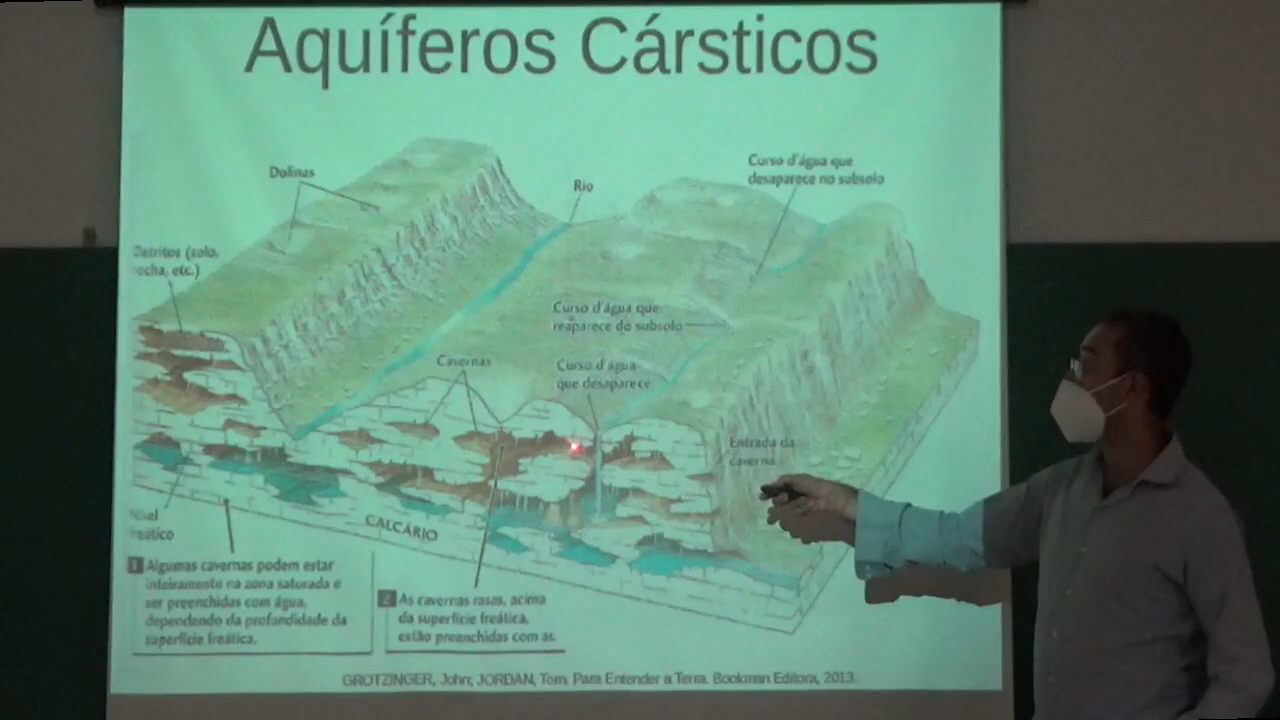 Aquíferos Cársticos
Curso d'água que
desaparece no subsolo
Dolinas
Rio
Detritos (solo,
rocha, etc.)
Curso d'água que
reaparece do subsolo
Cavernas
Curso d'água
que desaparece
Entrada da
caverna
Nível
freático
CALCÁRIO
1 Algumas cavernas podem estar
inteiramente na zona saturada e
ser preenchidas com água,
dependendo da profundidade da
superfície freática.
2 As cavernas rasas, acima
da superfície freática,
estão preenchidas com ar.
GROTZINGER, John; JORDAN, Tom. Para Entender a Terra. Bookman Editora, 2013.